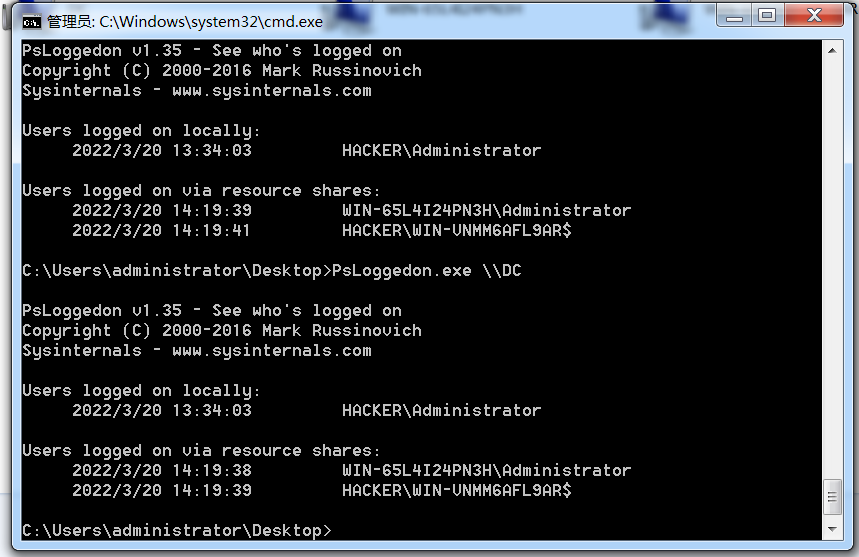 管理员: C:\Windows\system32\cmd.exe
PsLoggedon v1.35 - See who's logged on
Copyright (C) 2000-2016 Mark Russinovich
Sysinternals - www.sysinternals.com
Users logged on locally:
2022/3/20 13:34:03 HACKER\Administrator
Users logged on via resource shares:
2022/3/20 14:19:39 WIN-65L4I24PN3H\Administrator
2022/3/20 14:19:41 HACKER\WIN-VNMM6AFL9AR$
C:\Users\administrator\Desktop>PsLoggedon.exe \\DC
PsLoggedon v1.35 - See who's logged on
Copyright (C) 2000-2016 Mark Russinovich
Sysinternals - www.sysinternals.com
Users logged on locally:
2022/3/20 13:34:03 HACKER\Administrator
Users logged on via resource shares:
2022/3/20 14:19:38 WIN-65L4I24PN3H\Administrator
2022/3/20 14:19:39 HACKER\WIN-VNMM6AFL9AR$
C:\Users\administrator\Desktop>